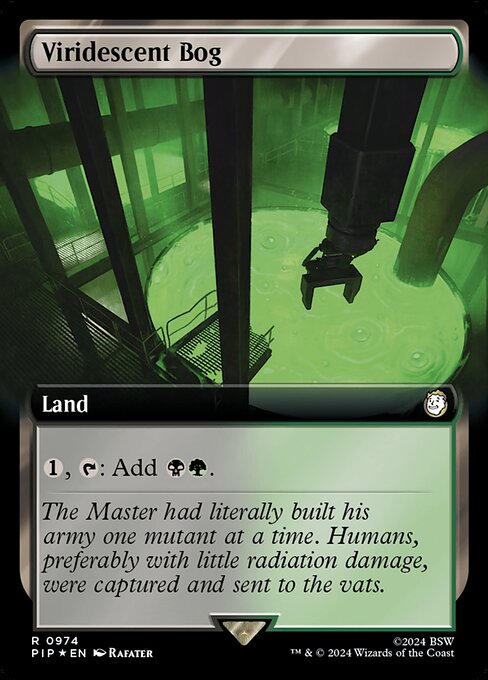 Viridescent Bog
Land
1, : Add .
The Master had literally built his
army one mutant at a time. Humans,
preferably with little radiation damage,
were captured and sent to the vats.
R 0974
PIP★EN Rafater
©2024 BSW
™ & © 2024 Wizards of the Coast